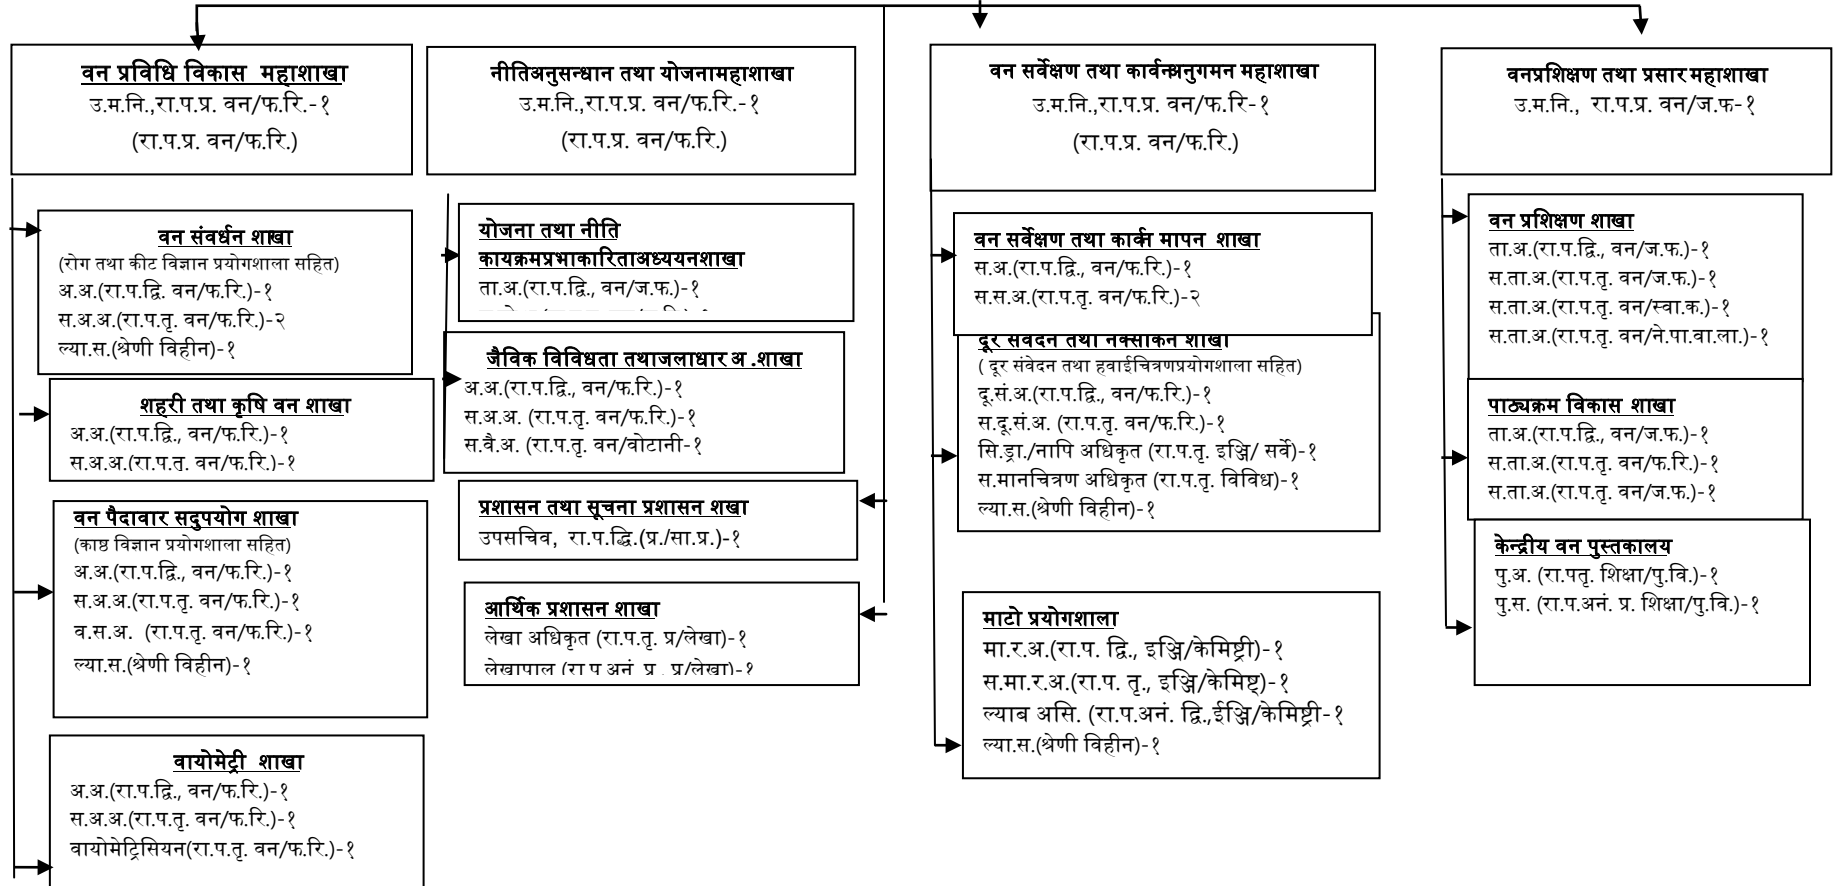 वन प्रविधि विकास महाशाखा
उ.म.नि.,रा.प.प्र. वन/फ.रि.-१
(रा.प.प्र. वन/फ.रि.)
वन संवर्धन शाखा
(रोग तथा कीट विज्ञान प्रयोगशाला सहित)
अ.अ.(रा.प.द्वि. वन/फ.रि.)-१
स.अ.अ.(रा.प.तृ. वन/फ.रि.)-२
ल्या.स.(श्रेणी विहीन)-१
शहरी तथा कृषि वन शाखा
अ.अ.(रा.प.द्वि., वन/फ.रि.)-१
स.अ.अ.(रा.प.तृ. वन/फ.रि.)-१
वन पैदावार सदुपयोग शाखा
(काष्ठ विज्ञान प्रयोगशाला सहित)
अ.अ.(रा.प.द्वि., वन/फ.रि.)-१
स.अ.अ.(रा.प.तृ. वन/फ.रि.)-१
व.स.अ. (रा.प.तृ. वन/फ.रि.)-१
ल्या.स.(श्रेणी विहीन)-१
वायोमेट्री शाखा
अ.अ.(रा.प.द्वि., वन/फ.रि.)-१
स.अ.अ.(रा.प.तृ. वन/फ.रि.)-१
वायोमेट्रिसियन(रा.प.तृ. वन/फ.रि.)-१
नीतिअनुसन्धान तथा योजनामहाशाखा
उ.म.नि.,रा.प.प्र. वन/फ.रि.-१
(रा.प.प्र. वन/फ.रि.)
योजना तथा नीति
कायक्रमप्रभाकारिताअध्ययनशाखा
ता.अ.(रा.प.द्वि., वन/ज.फ.)-१
जैविक विविधता तथाजलाधार अ .शाखा
अ.अ.(रा.प.द्वि., वन/फ.रि.)-१
स.अ.अ. (रा.प.तृ. वन/फ.रि.)-१
स.वै.अ. (रा.प.तृ. वन/वोटानी-१
प्रशासन तथा सूचना प्रशासन शखा
उपसचिव, रा.प.द्धि.(प्र./सा.प्र.)-१
आर्थिक प्रशासन शाखा
लेखा अधिकृत (रा.प.तृ. प्र/लेखा)-१
लेखापाल (रा.प.अनं. प्र., प्र/लेखा)-१
वन सर्वेक्षण तथा कार्वनअनुगमन महाशाखा
उ.म.नि.,रा.प.प्र. वन/फ.रि-१
(रा.प.प्र. वन/फ.रि.)
वन सर्वेक्षण तथा कार्वन मापन शाखा
स.अ.(रा.प.द्वि., वन/फ.रि.)-१
स.स.अ.(रा.प.तृ. वन/फ.रि.)-२
दूर संवेदन तथा नक्सांकन शाखा
( दूर संवेदन तथा हवाईचित्रणप्रयोगशाला सहित)
दू.सं.अ.(रा.प.द्वि., वन/फ.रि.)-१
स.दू.सं.अ. (रा.प.तृ. वन/फ.रि.)-१
सि.ड्रा./नापि अधिकृत (रा.प.तृ. इञ्जि/ सर्वे)-१
स.मानचित्रण अधिकृत (रा.प.तृ. विविध)-१
ल्या.स.(श्रेणी विहीन)-१
माटो प्रयोगशाला
मा.र.अ.(रा.प. द्वि., इञ्जि/केमिष्ट्री)-१
स.मा.र.अ.(रा.प. तृ., इञ्जि/केमिष्ट्)-१
ल्याब असि. (रा.प.अनं. द्वि.,ईञ्जि/केमिष्ट्री-१
ल्या.स.(श्रेणी विहीन)-१
वनप्रशिक्षण तथा प्रसार महाशाखा
उ.म.नि., रा.प.प्र. वन/ज.फ-१
वन प्रशिक्षण शाखा
ता.अ.(रा.प.द्वि., वन/ज.फ.)-१
स.ता.अ.(रा.प.तृ. वन/ज.फ.)-१
स.ता.अ.(रा.प.तृ. वन/स्वा.क.)-१
स.ता.अ.(रा.प.तृ. वन/ने.पा.वा.ला.)-१
पाठ्यक्रम विकास शाखा
ता.अ.(रा.प.द्वि., वन/ज.फ.)-१
स.ता.अ.(रा.प.तृ. वन/फ.रि.)-१
स.ता.अ.(रा.प.तृ. वन/ज.फ.)-१
केन्द्रीय वन पुस्तकालय
पु.अ. (रा.पतृ. शिक्षा/पु.वि.)-१
पु.स. (रा.प.अनं. प्र. शिक्षा/पु.वि.)-१